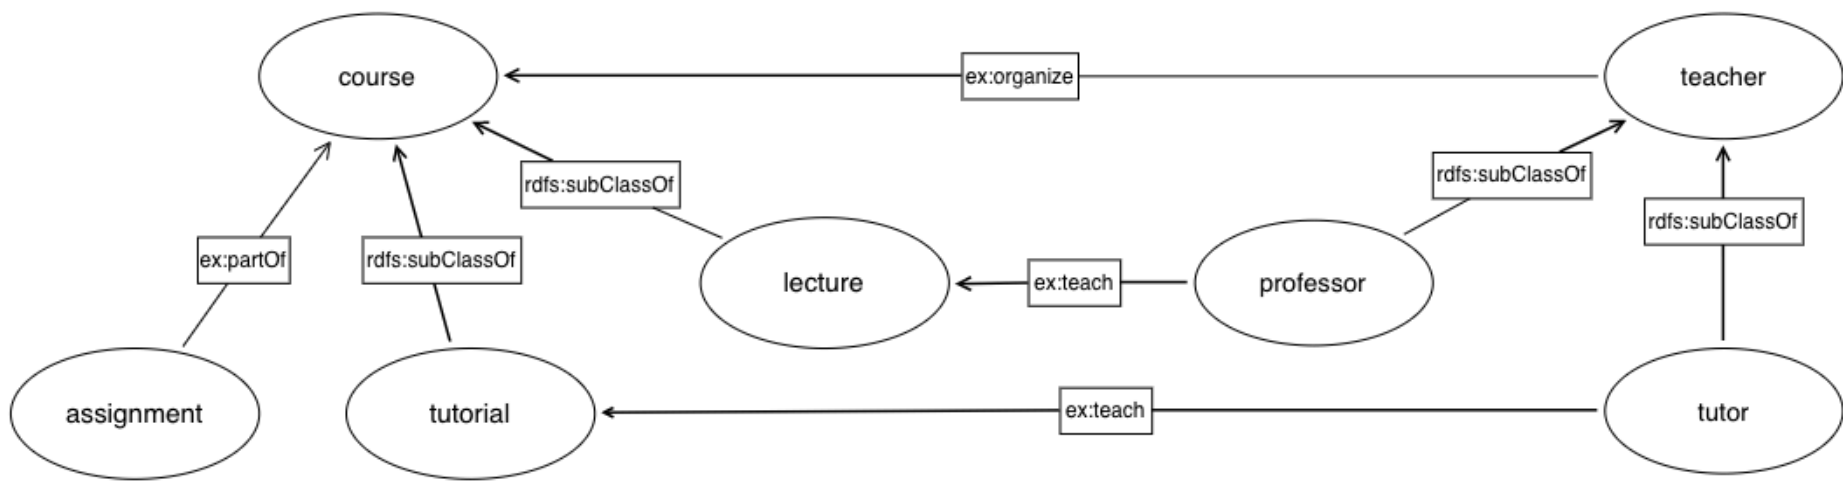 course
ex:organize
teacher
rdfs:subClassOf
rdfs:subClassOf
rdfs:subClassOf
ex:partOf
rdfs:subClassOf
lecture
ex:teach
professor
assignment
tutorial
ex:teach
tutor